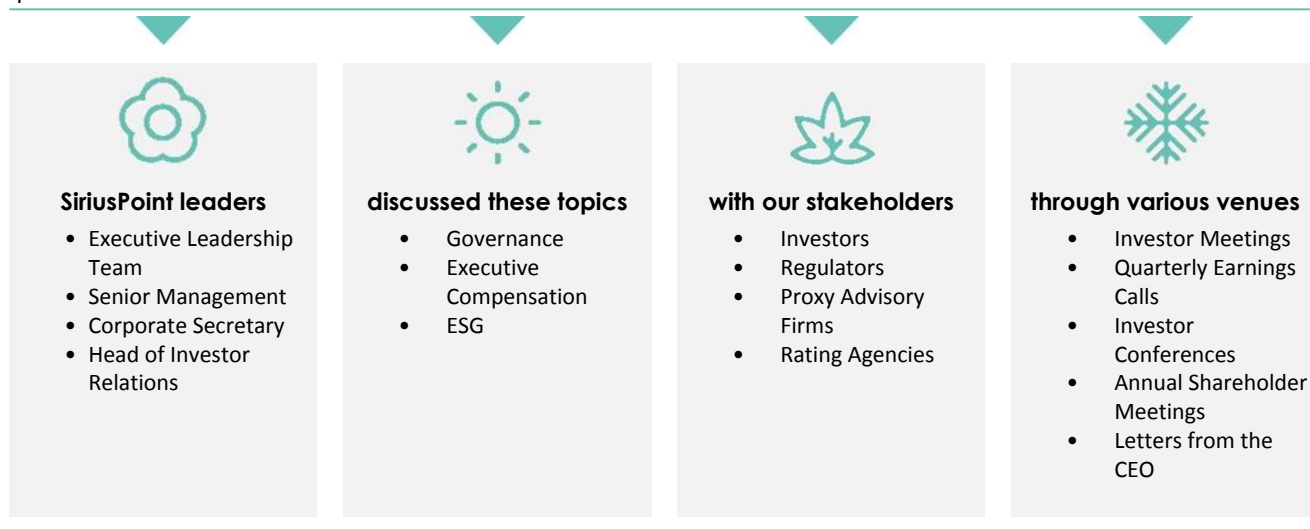 SiriusPoint leaders
• Executive Leadership
Team
• Senior Management
• Corporate Secretary
• Head of Investor
Relations
discussed these topics
• Governance
• Executive
Compensation
• ESG
with our stakeholders
• Investors
• Regulators
• Proxy Advisory
Firms
• Rating Agencies
through various venues
• Investor Meetings
• Quarterly Earnings
Calls
• Investor
Conferences
• Annual Shareholder
Meetings
• Letters from the
CEO